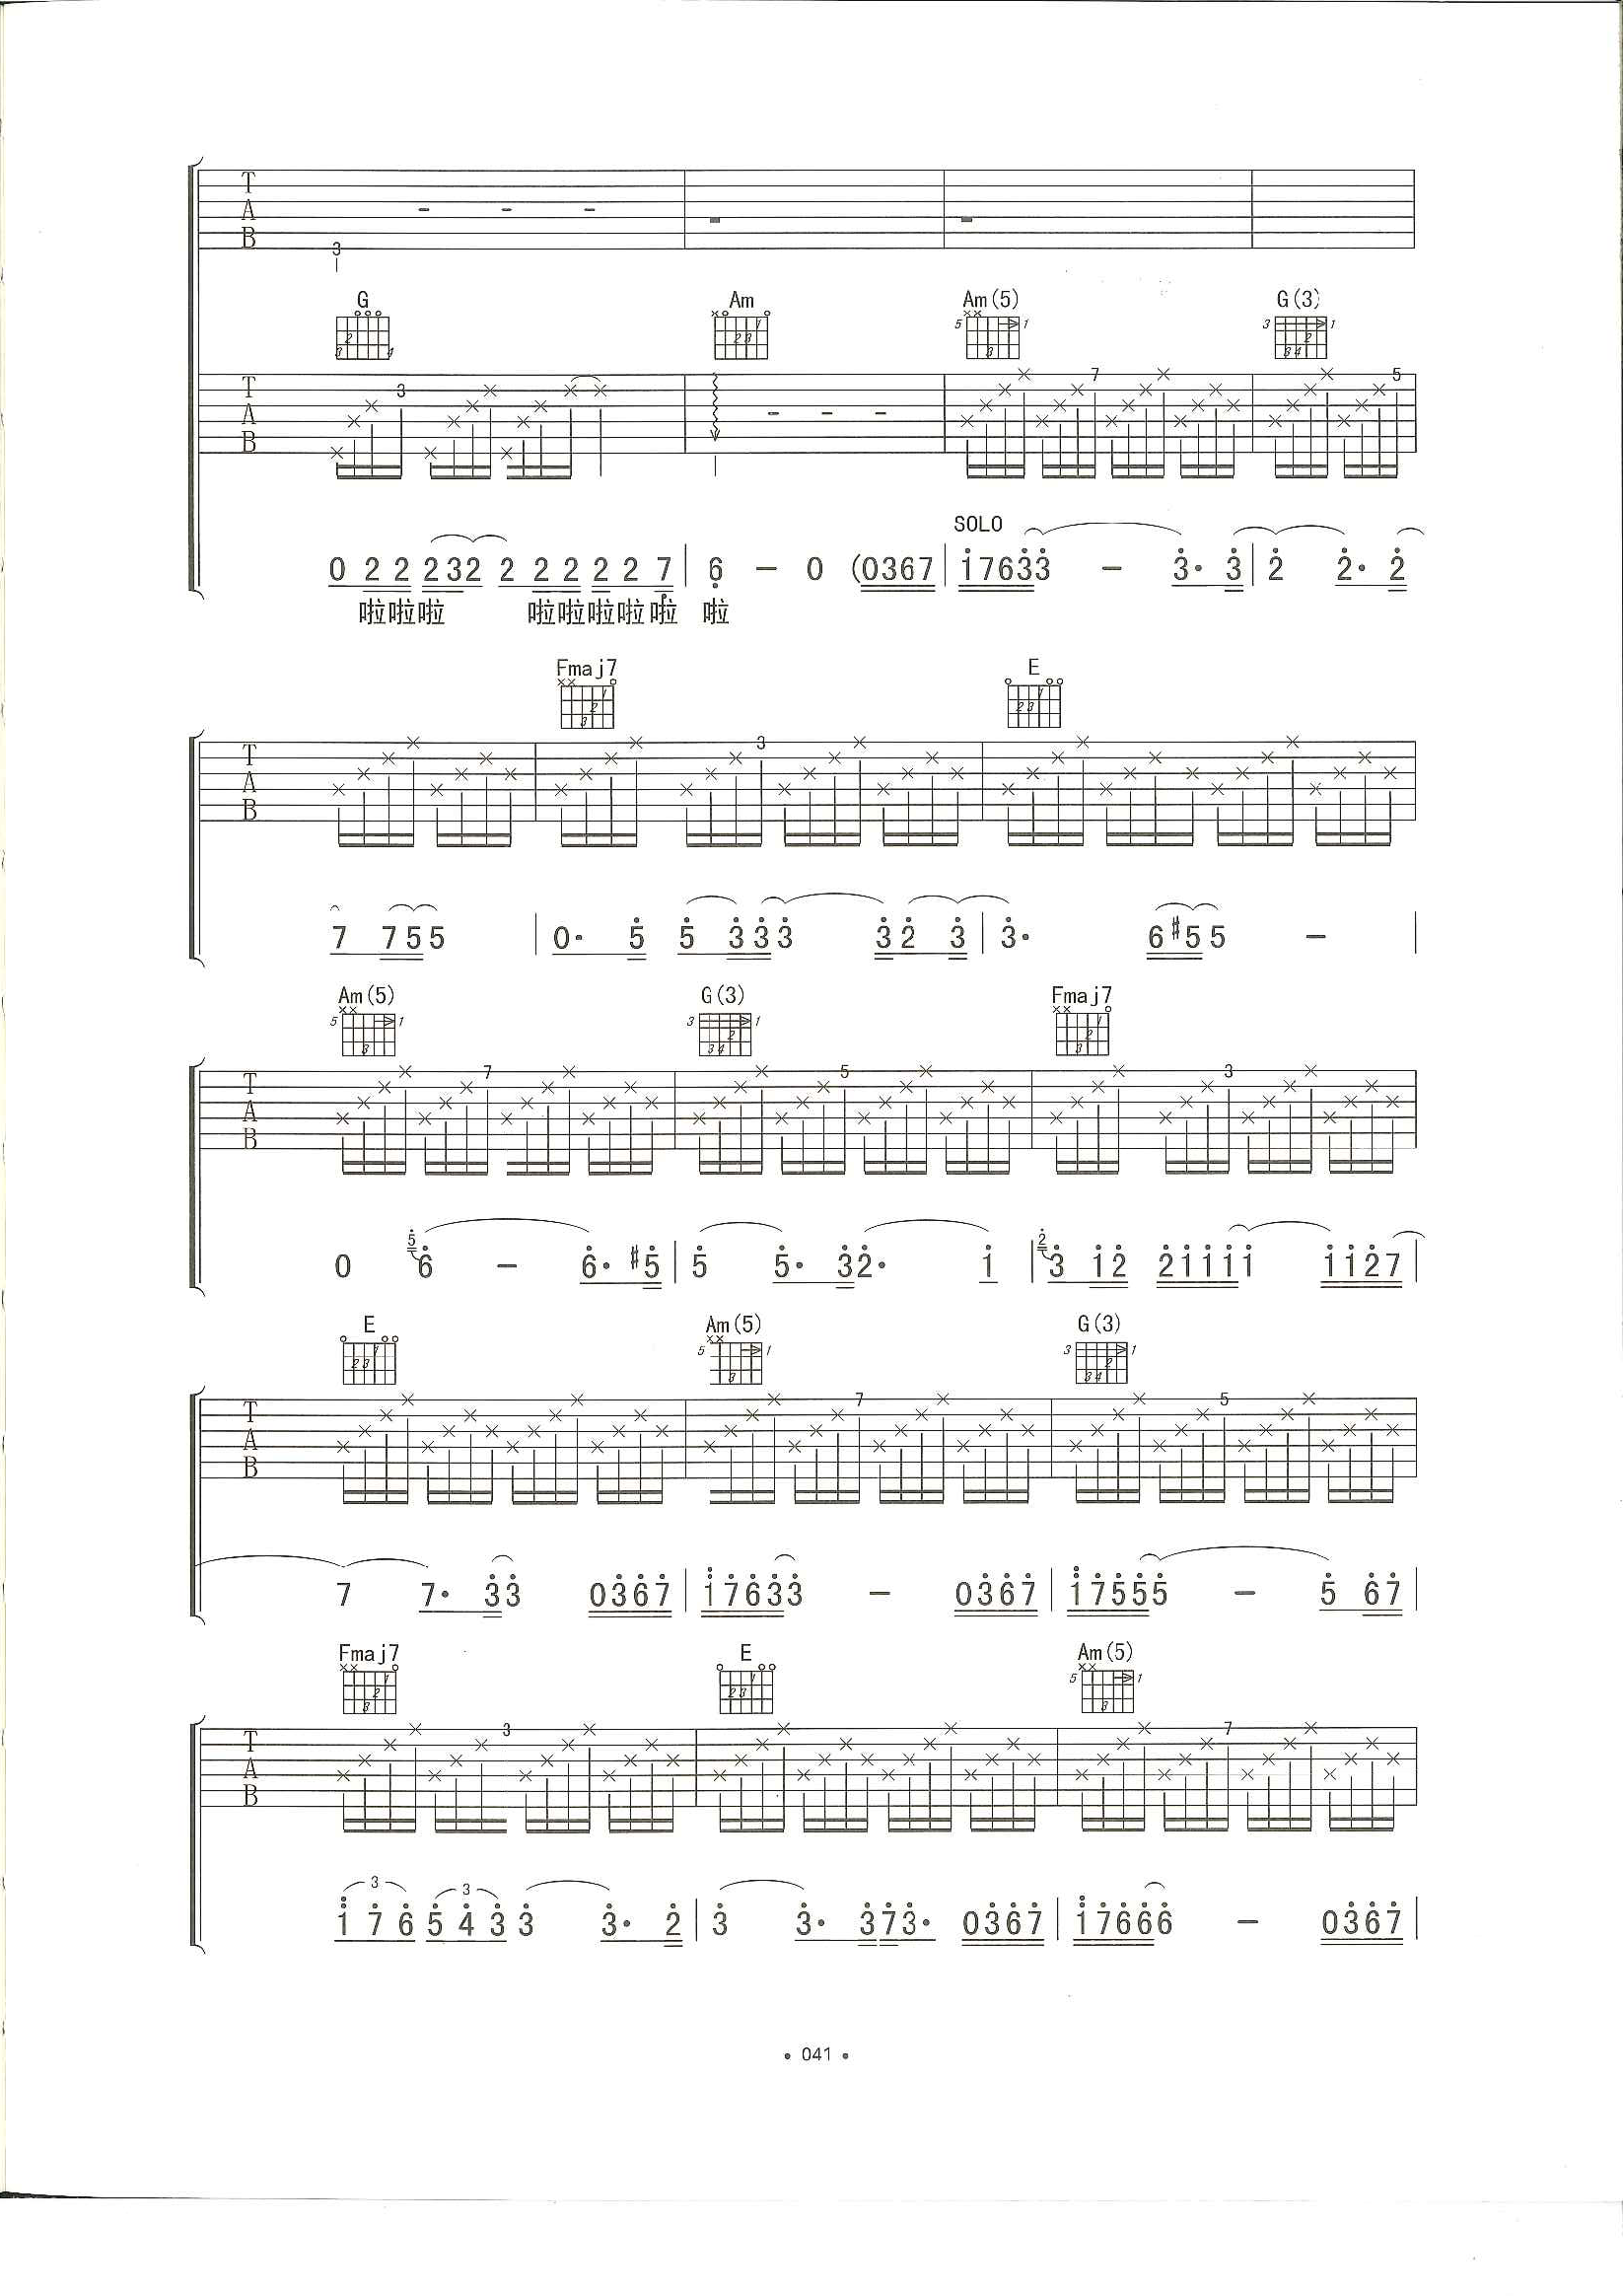 T A B 3
G Am Am(5) G(3)
T A B 3 7 5
SOLO
0 2 2 2 3 2 2 2 2 2 2 7 | 6 — 0 (0367 | 17633 — 3· 3 | 2 2· 2
啦啦啦 啦啦啦啦啦 啦
Fmaj7 E
T A B 3
7 755 | 0· 5 5 333 32 3 | 3· 6#55 — |
Am(5) G(3) Fmaj7
T A B 7 5 3
0 5 6 — 6· #5 | 5 5· 32· 1 | 2 3 12 21111 1127 |
E Am(5) G(3)
T A B 7 5
7 7· 33 0367 | 17633 — 0367 | 17555 — 5 67 |
Fmaj7 E Am(5)
T A B 3 7
3 3
1 7 6 5 4 3 3 3· 2 | 3 3· 373· 0367 | 17666 — 0367 |
• 041 •